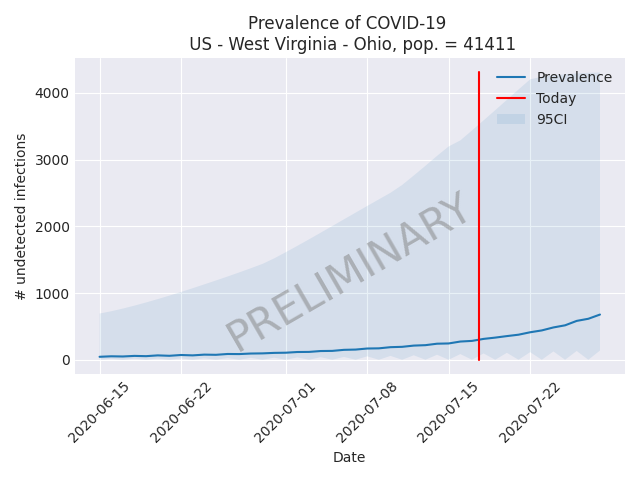 Prevalence of COVID-19
US - West Virginia - Ohio, pop. = 41411
# undetected infections
4000
3000
2000
1000
0
Prevalence
Today
95CI
PRELIMINARY
2020-06-15
2020-06-22
2020-07-01
2020-07-08
2020-07-15
2020-07-22
Date